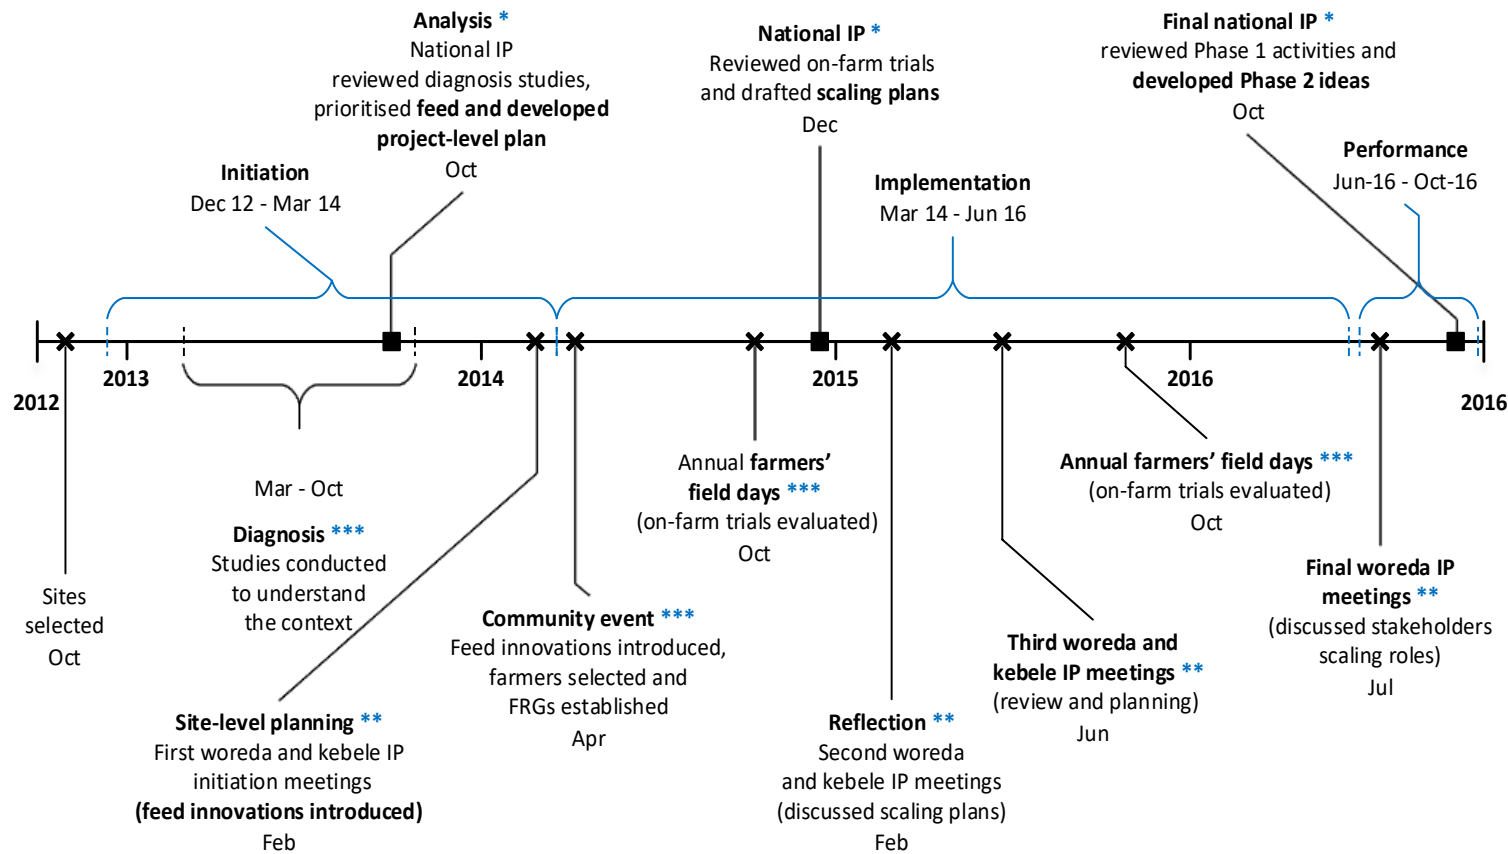 Analysis *
National IP
reviewed diagnosis studies,
prioritised feed and developed
project-level plan
Oct
National IP *
Reviewed on-farm trials
and drafted scaling plans
Dec
Final national IP *
reviewed Phase 1 activities and
developed Phase 2 ideas
Oct
Initiation
Dec 12 - Mar 14
Implementation
Mar 14 - Jun 16
Performance
Jun-16 - Oct-16
2012
2013
2014
2015
2016
2016
Sites
selected
Oct
Mar - Oct
Diagnosis ***
Studies conducted
to understand
the context
Site-level planning **
First woreda and kebele IP
initiation meetings
(feed innovations introduced)
Feb
Community event ***
Feed innovations introduced,
farmers selected and
FRGs established
Apr
Annual farmers’
field days ***
(on-farm trials evaluated)
Oct
Reflection **
Second woreda
and kebele IP meetings
(discussed scaling plans)
Feb
Third woreda and
kebele IP meetings **
(review and planning)
Jun
Annual farmers’ field days ***
(on-farm trials evaluated)
Oct
Final woreda IP
meetings **
(discussed stakeholders
scaling roles)
Jul